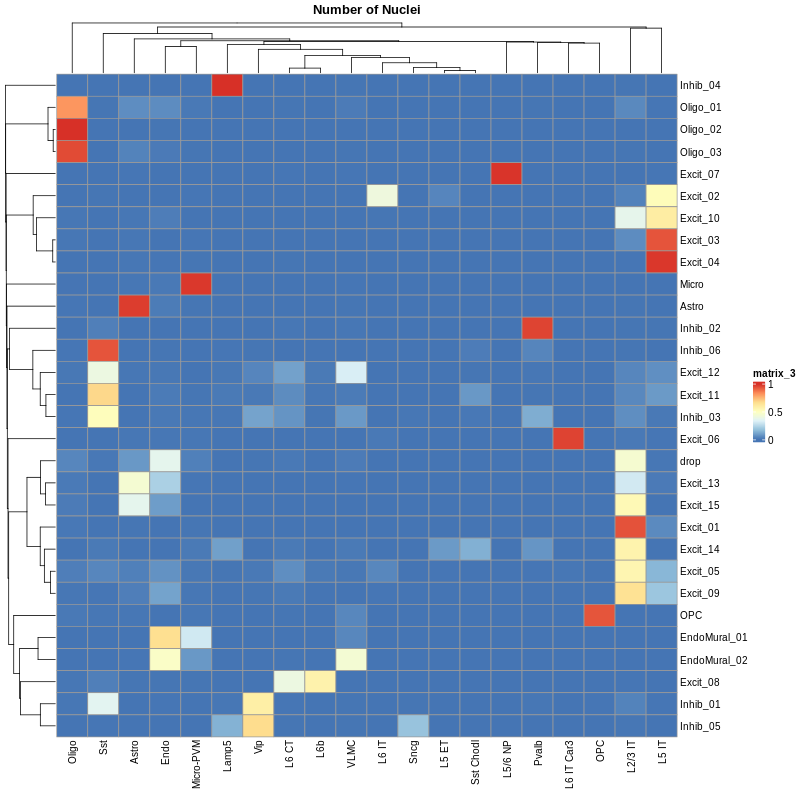 Number of Nuclei
Inhib_04
Oligo_01
Oligo_02
Oligo_03
Excit_07
Excit_02
Excit_10
Excit_03
Excit_04
Micro
Astro
Inhib_02
Inhib_06
Excit_12
Excit_11
Inhib_03
Excit_06
drop
Excit_13
Excit_15
Excit_01
Excit_14
Excit_05
Excit_09
OPC
EndoMural_01
EndoMural_02
Excit_08
Inhib_01
Inhib_05
matrix_3
1
0.5
0
Oligo
Sst
Astro
Endo
Micro-PVM
Lamp5
Vip
L6 CT
L6b
VLMC
L6 IT
Sncg
L5 ET
Sst Chodl
L5/6 NP
Pvalb
L6 IT Car3
OPC
L2/3 IT
L5 IT